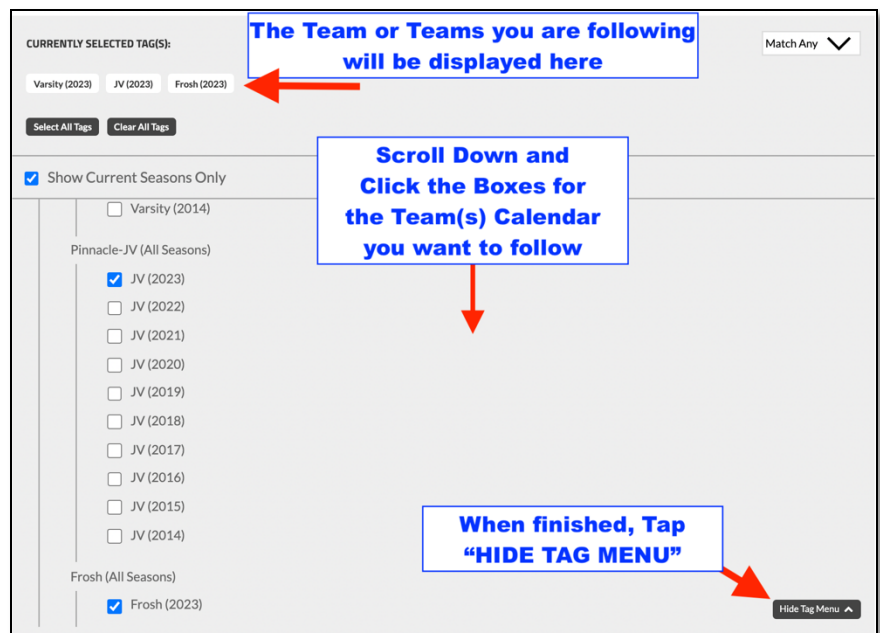 CURRENTLY SELECTED TAG(S):
The Team or Teams you are following
will be displayed here
Match Any
Varsity (2023) JV (2023) Frosh (2023)
Select All Tags Clear All Tags
Scroll Down and
Click the Boxes for
the Team(s) Calendar
you want to follow
Show Current Seasons Only
Varsity (2014)
Pinnacle-JV (All Seasons)
JV (2023)
JV (2022)
JV (2021)
JV (2020)
JV (2019)
JV (2018)
JV (2017)
JV (2016)
JV (2015)
JV (2014)
When finished, Tap
“HIDE TAG MENU”
Frosh (All Seasons)
Frosh (2023)
Hide Tag Menu